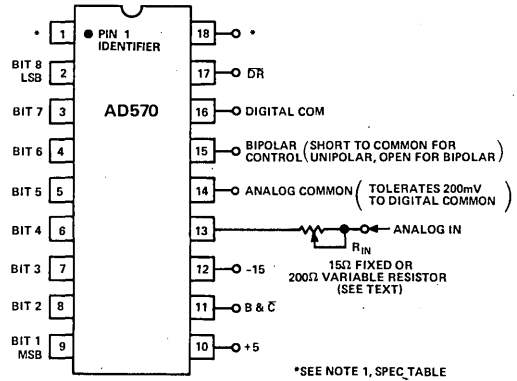 * 1 PIN 1 IDENTIFIER 18 *
BIT 8 LSB 2 17 D̅R̅
BIT 7 3 AD570 16 DIGITAL COM
BIT 6 4 15 BIPOLAR CONTROL (SHORT TO COMMON FOR UNIPOLAR, OPEN FOR BIPOLAR)
BIT 5 5 14 ANALOG COMMON (TOLERATES 200mV TO DIGITAL COMMON)
BIT 4 6 13 ANALOG IN
RIN
15Ω FIXED OR
200Ω VARIABLE RESISTOR
(SEE TEXT)
BIT 3 7 12 -15
BIT 2 8 11 B & C̅
BIT 1 MSB 9 10 +5
*SEE NOTE 1, SPEC TABLE